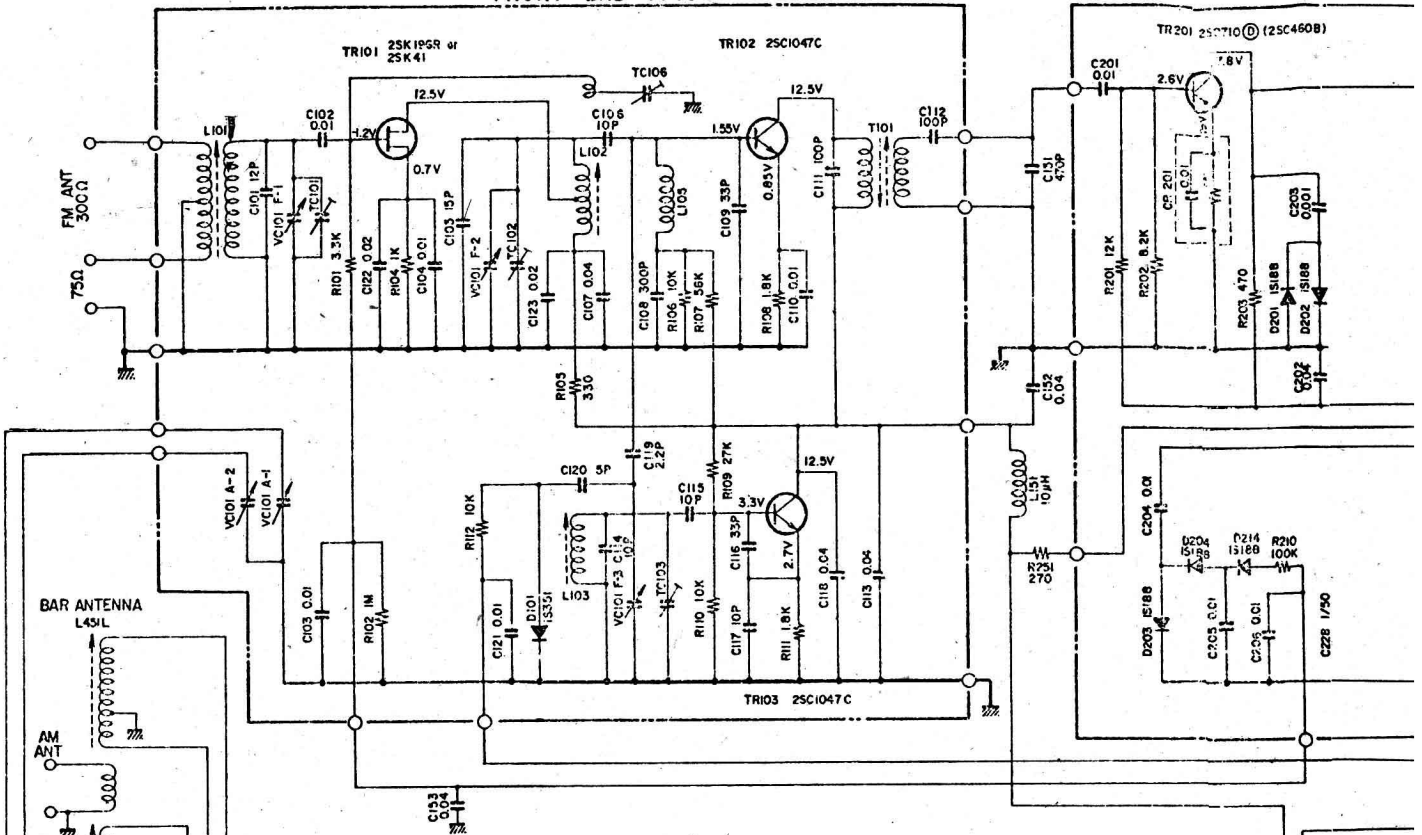 TR101 2SK19GR or
2SK41
TR102 2SC1047C
TR201 2SC710 Ⓓ (2SC460B)
TC106
12.5V
C106
10P
1.55V
12.5V
C112
100P
C201
0.01
2.6V
1.8V
L101
C102
0.01
-1.2V
0.7V
L102
L105
0.85V
C111 100P
T101
C151
470P
CR 201
0.01
C203
0.001
FM ANT
300Ω
75Ω
C101 12P
VC101 F-1
TC101
R101 3.3K
C122 0.02
R104 1K
C104 0.01
C103 15P
VC101 F-2
TC102
C123 0.02
C107 0.04
C108 300P
R106 10K
R107 56K
C109 33P
R108 1.8K
C110 0.01
R201 12K
R202 8.2K
R203 470
D201 1S188
D202 1S188
R105
330
C152
0.04
C202
0.04
VC101 A-2
VC101 A-1
C119
2.2P
C120 5P
R109 27K
12.5V
L151
10μH
C204 0.01
R112 10K
C115
10P
3.3V
2.7V
D204
1S188
D214
1S188
R210
100K
R251
270
BAR ANTENNA
L451L
C103 0.01
R102 1M
C121 0.01
D101
1S351
L103
C114
10P
VC101 F-3
TC103
R110 10K
C116 33P
C117 10P
R111 1.8K
C118 0.04
C113 0.04
D203 1S188
C205 0.01
C206 0.01
C228 1/50
TR103 2SC1047C
AM
ANT
C153
0.04